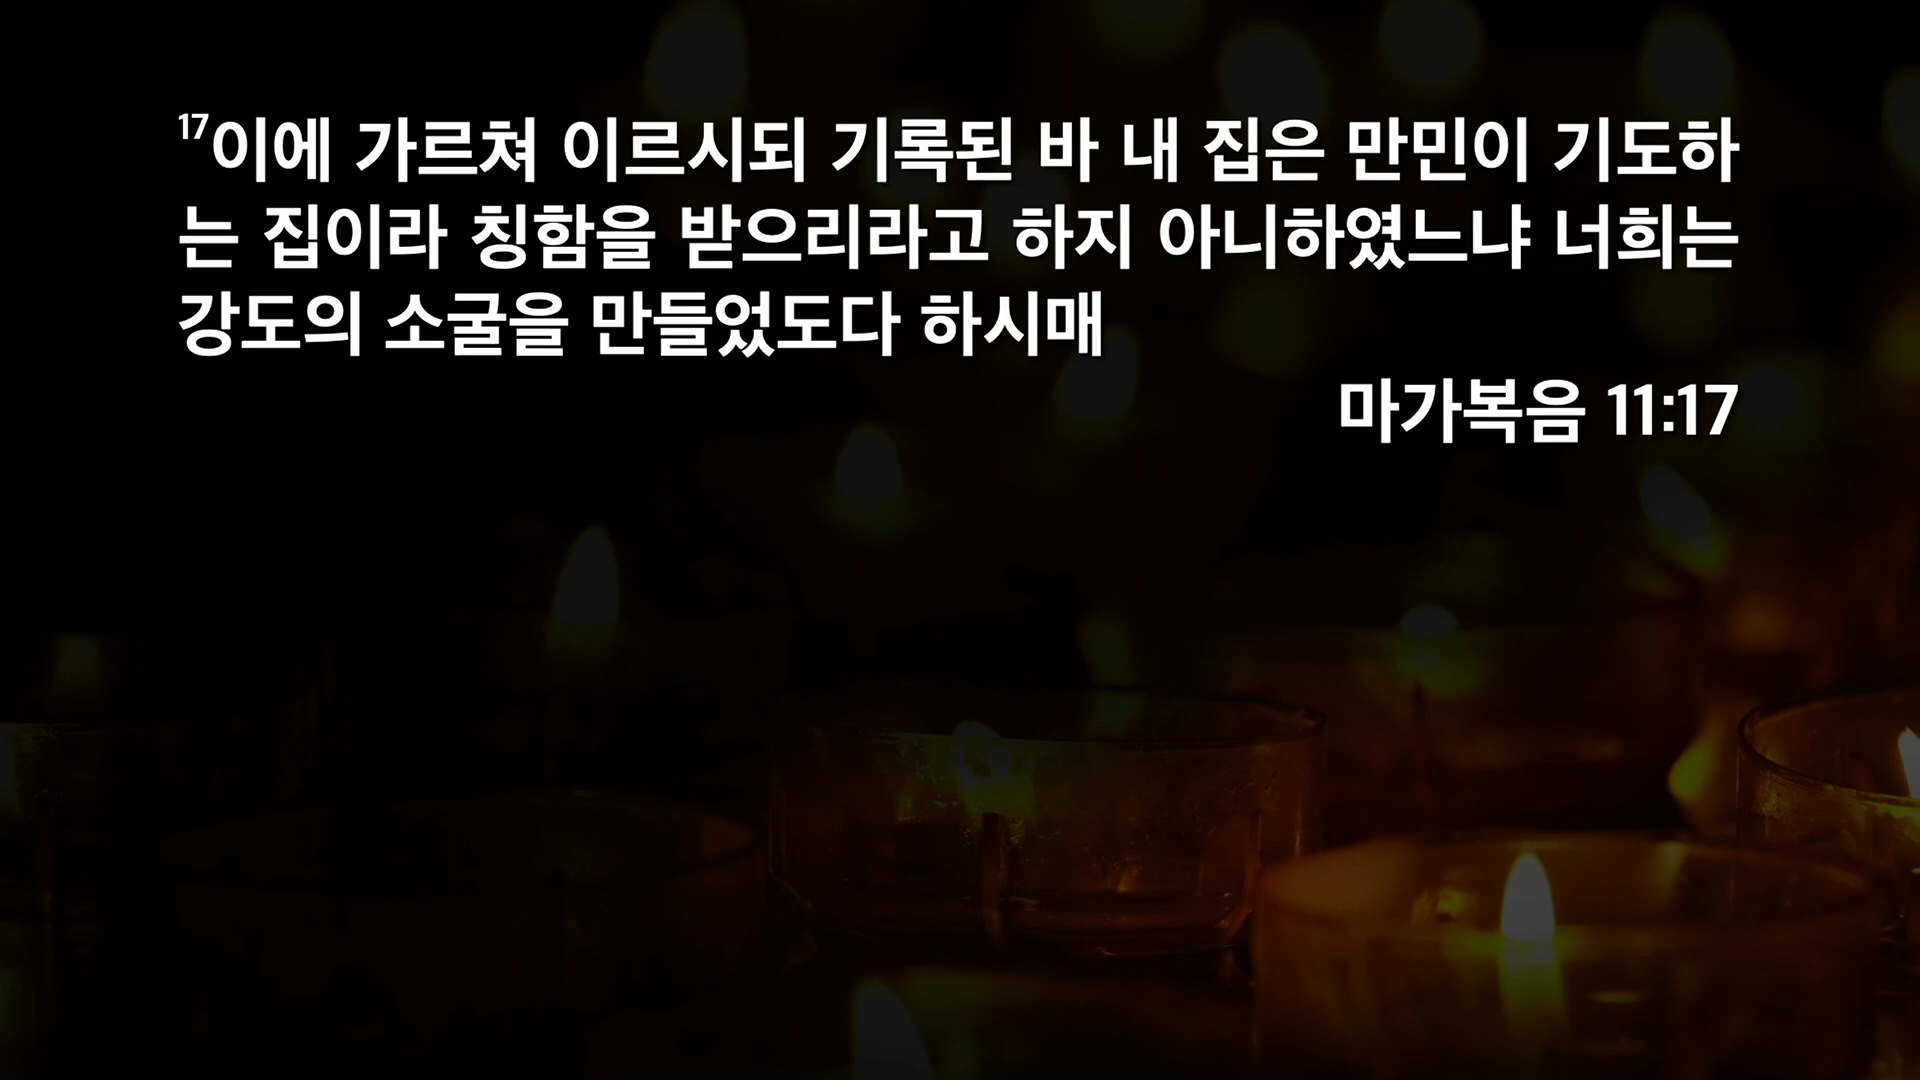 17이에 가르쳐 이르시되 기록된 바 내 집은 만민이 기도하
는 집이라 칭함을 받으리라고 하지 아니하였느냐 너희는
강도의 소굴을 만들었도다 하시매
마가복음 11:17